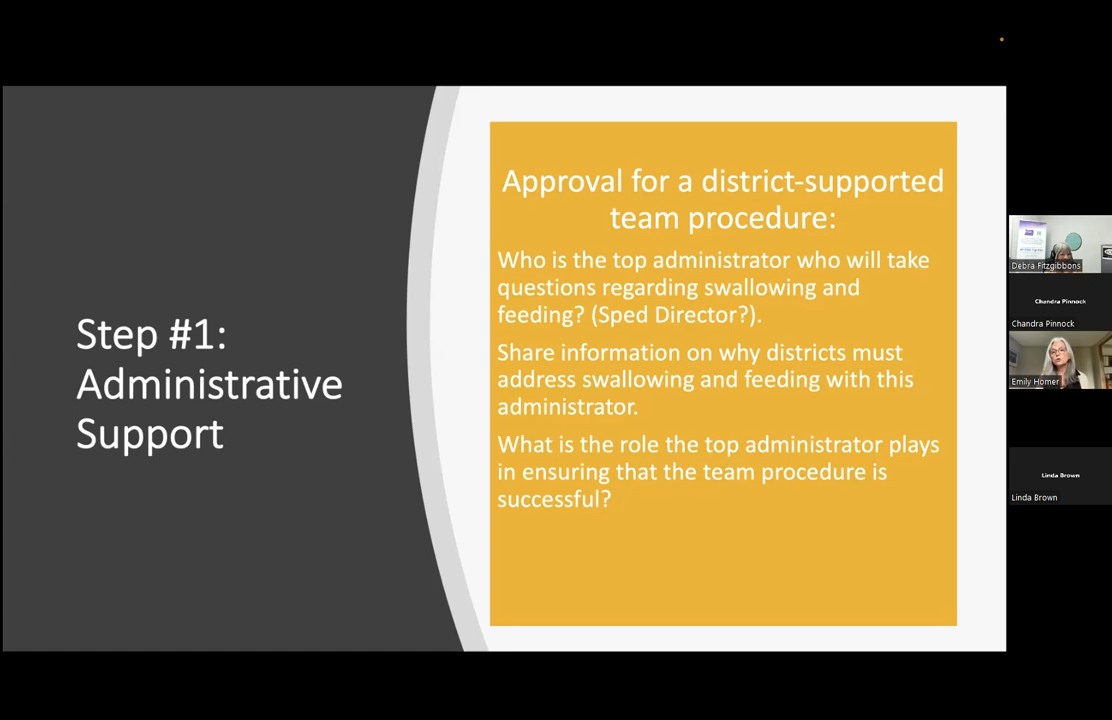 Step #1:
Administrative
Support
Approval for a district-supported
team procedure:
Who is the top administrator who will take
questions regarding swallowing and
feeding? (Sped Director?).
Share information on why districts must
address swallowing and feeding with this
administrator.
What is the role the top administrator plays
in ensuring that the team procedure is
successful?
Debra Fitzgibbons
Chandra Pinnock
Chandra Pinnock
Emily Homer
Linda Brown
Linda Brown